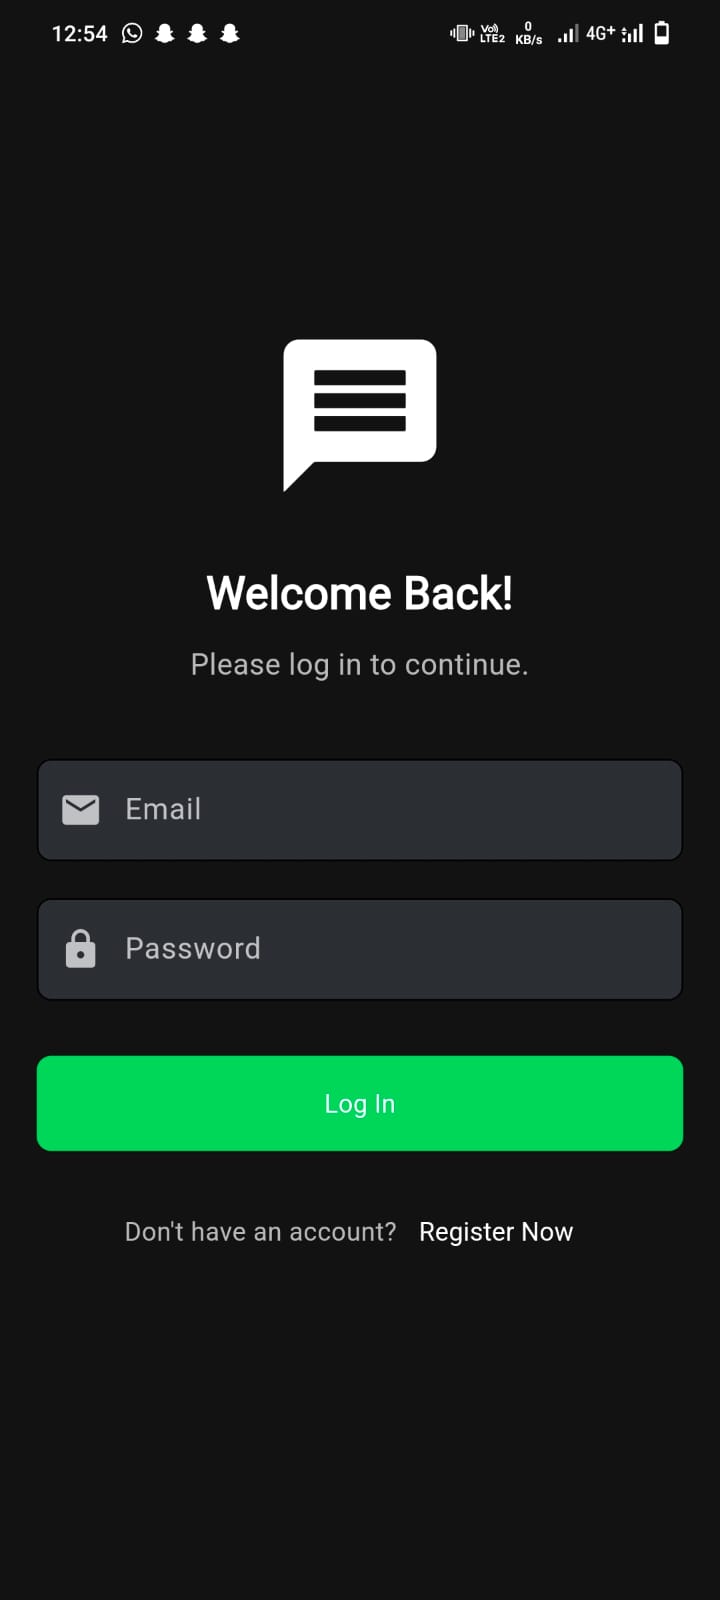 12:54 Vo)) LTE2 0 KB/s 4G+
Welcome Back!
Please log in to continue.
Email
Password
Log In
Don't have an account? Register Now